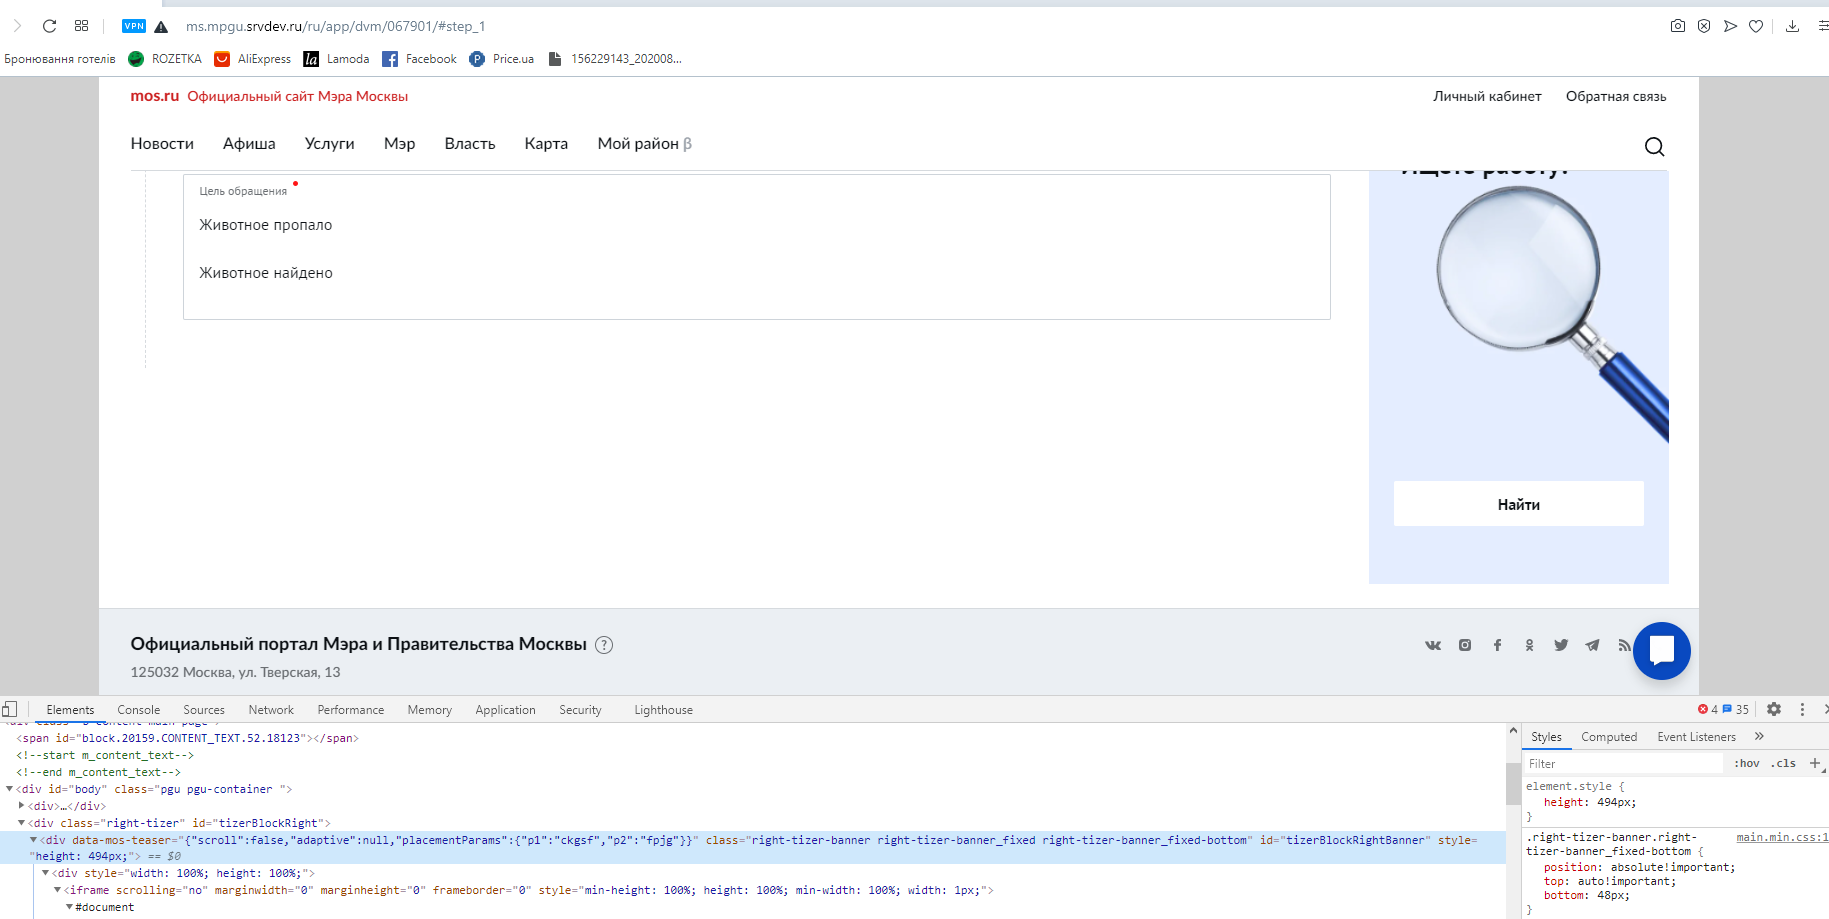 VPN ms.mpgu.srvdev.ru/ru/app/dvm/067901/#step_1
Бронювання готелів ROZETKA AliExpress la Lamoda Facebook P Price.ua 156229143_202008...
mos.ru Официальный сайт Мэра Москвы Личный кабинет Обратная связь
Новости Афиша Услуги Мэр Власть Карта Мой район β
Ищете работу?
Цель обращения
Животное пропало
Животное найдено
Найти
Официальный портал Мэра и Правительства Москвы ?
125032 Москва, ул. Тверская, 13
Elements Console Sources Network Performance Memory Application Security Lighthouse 4 35
<span id="block.20159.CONTENT_TEXT.52.18123"></span>
<!--start m_content_text-->
<!--end m_content_text-->
<div id="body" class="pgu pgu-container ">
<div>…</div>
<div class="right-tizer" id="tizerBlockRight">
<div data-mos-teaser="{"scroll":false,"adaptive":null,"placementParams":{"p1":"ckgsf","p2":"fpjg"}}" class="right-tizer-banner right-tizer-banner_fixed right-tizer-banner_fixed-bottom" id="tizerBlockRightBanner" style=
"height: 494px;"> == $0
<div style="width: 100%; height: 100%;">
<iframe scrolling="no" marginwidth="0" marginheight="0" frameborder="0" style="min-height: 100%; height: 100%; min-width: 100%; width: 1px;">
#document
Styles Computed Event Listeners »
Filter :hov .cls +
element.style {
height: 494px;
}
.right-tizer-banner.right- main.min.css:1
tizer-banner_fixed-bottom {
position: absolute!important;
top: auto!important;
bottom: 48px;
}